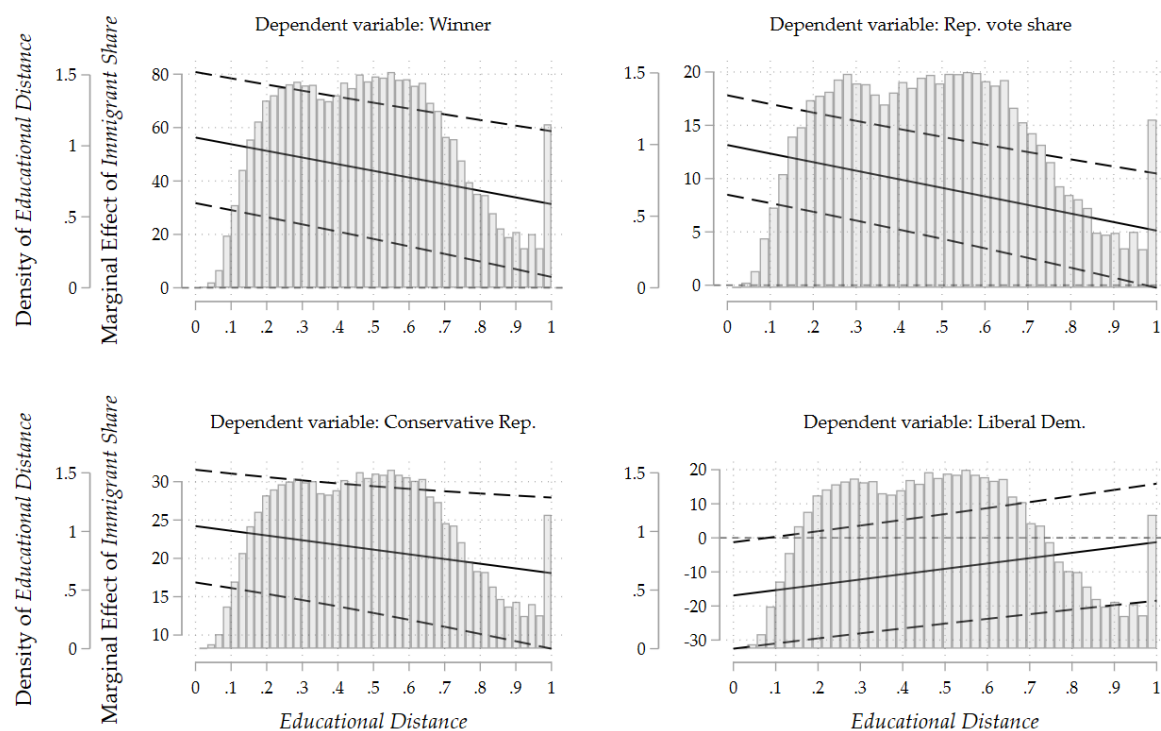 Dependent variable: Winner
Density of Educational Distance
Marginal Effect of Immigrant Share
1.5
1
.5
0
80
60
40
20
0
0 .1 .2 .3 .4 .5 .6 .7 .8 .9 1
Dependent variable: Rep. vote share
1.5
1
.5
0
20
15
10
5
0
0 .1 .2 .3 .4 .5 .6 .7 .8 .9 1
Dependent variable: Conservative Rep.
Density of Educational Distance
Marginal Effect of Immigrant Share
1.5
1
.5
0
30
25
20
15
10
0 .1 .2 .3 .4 .5 .6 .7 .8 .9 1
Educational Distance
Dependent variable: Liberal Dem.
1.5
1
.5
0
20
10
0
-10
-20
-30
0 .1 .2 .3 .4 .5 .6 .7 .8 .9 1
Educational Distance